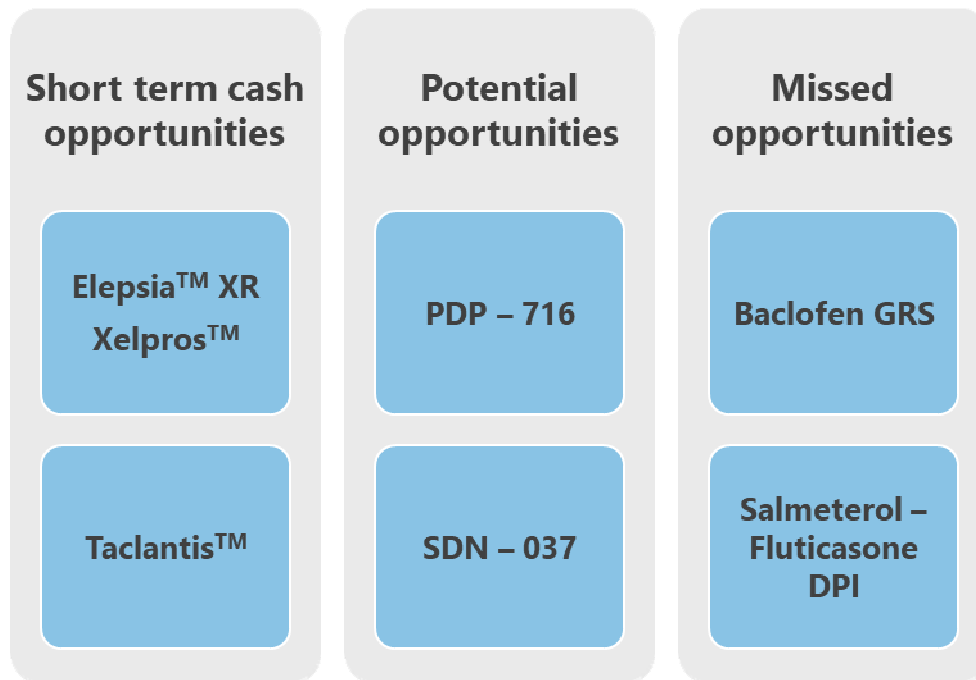 Short term cash
opportunities
Elepsia™ XR
Xelpros™
Taclantis™
Potential
opportunities
PDP – 716
SDN – 037
Missed
opportunities
Baclofen GRS
Salmeterol –
Fluticasone
DPI